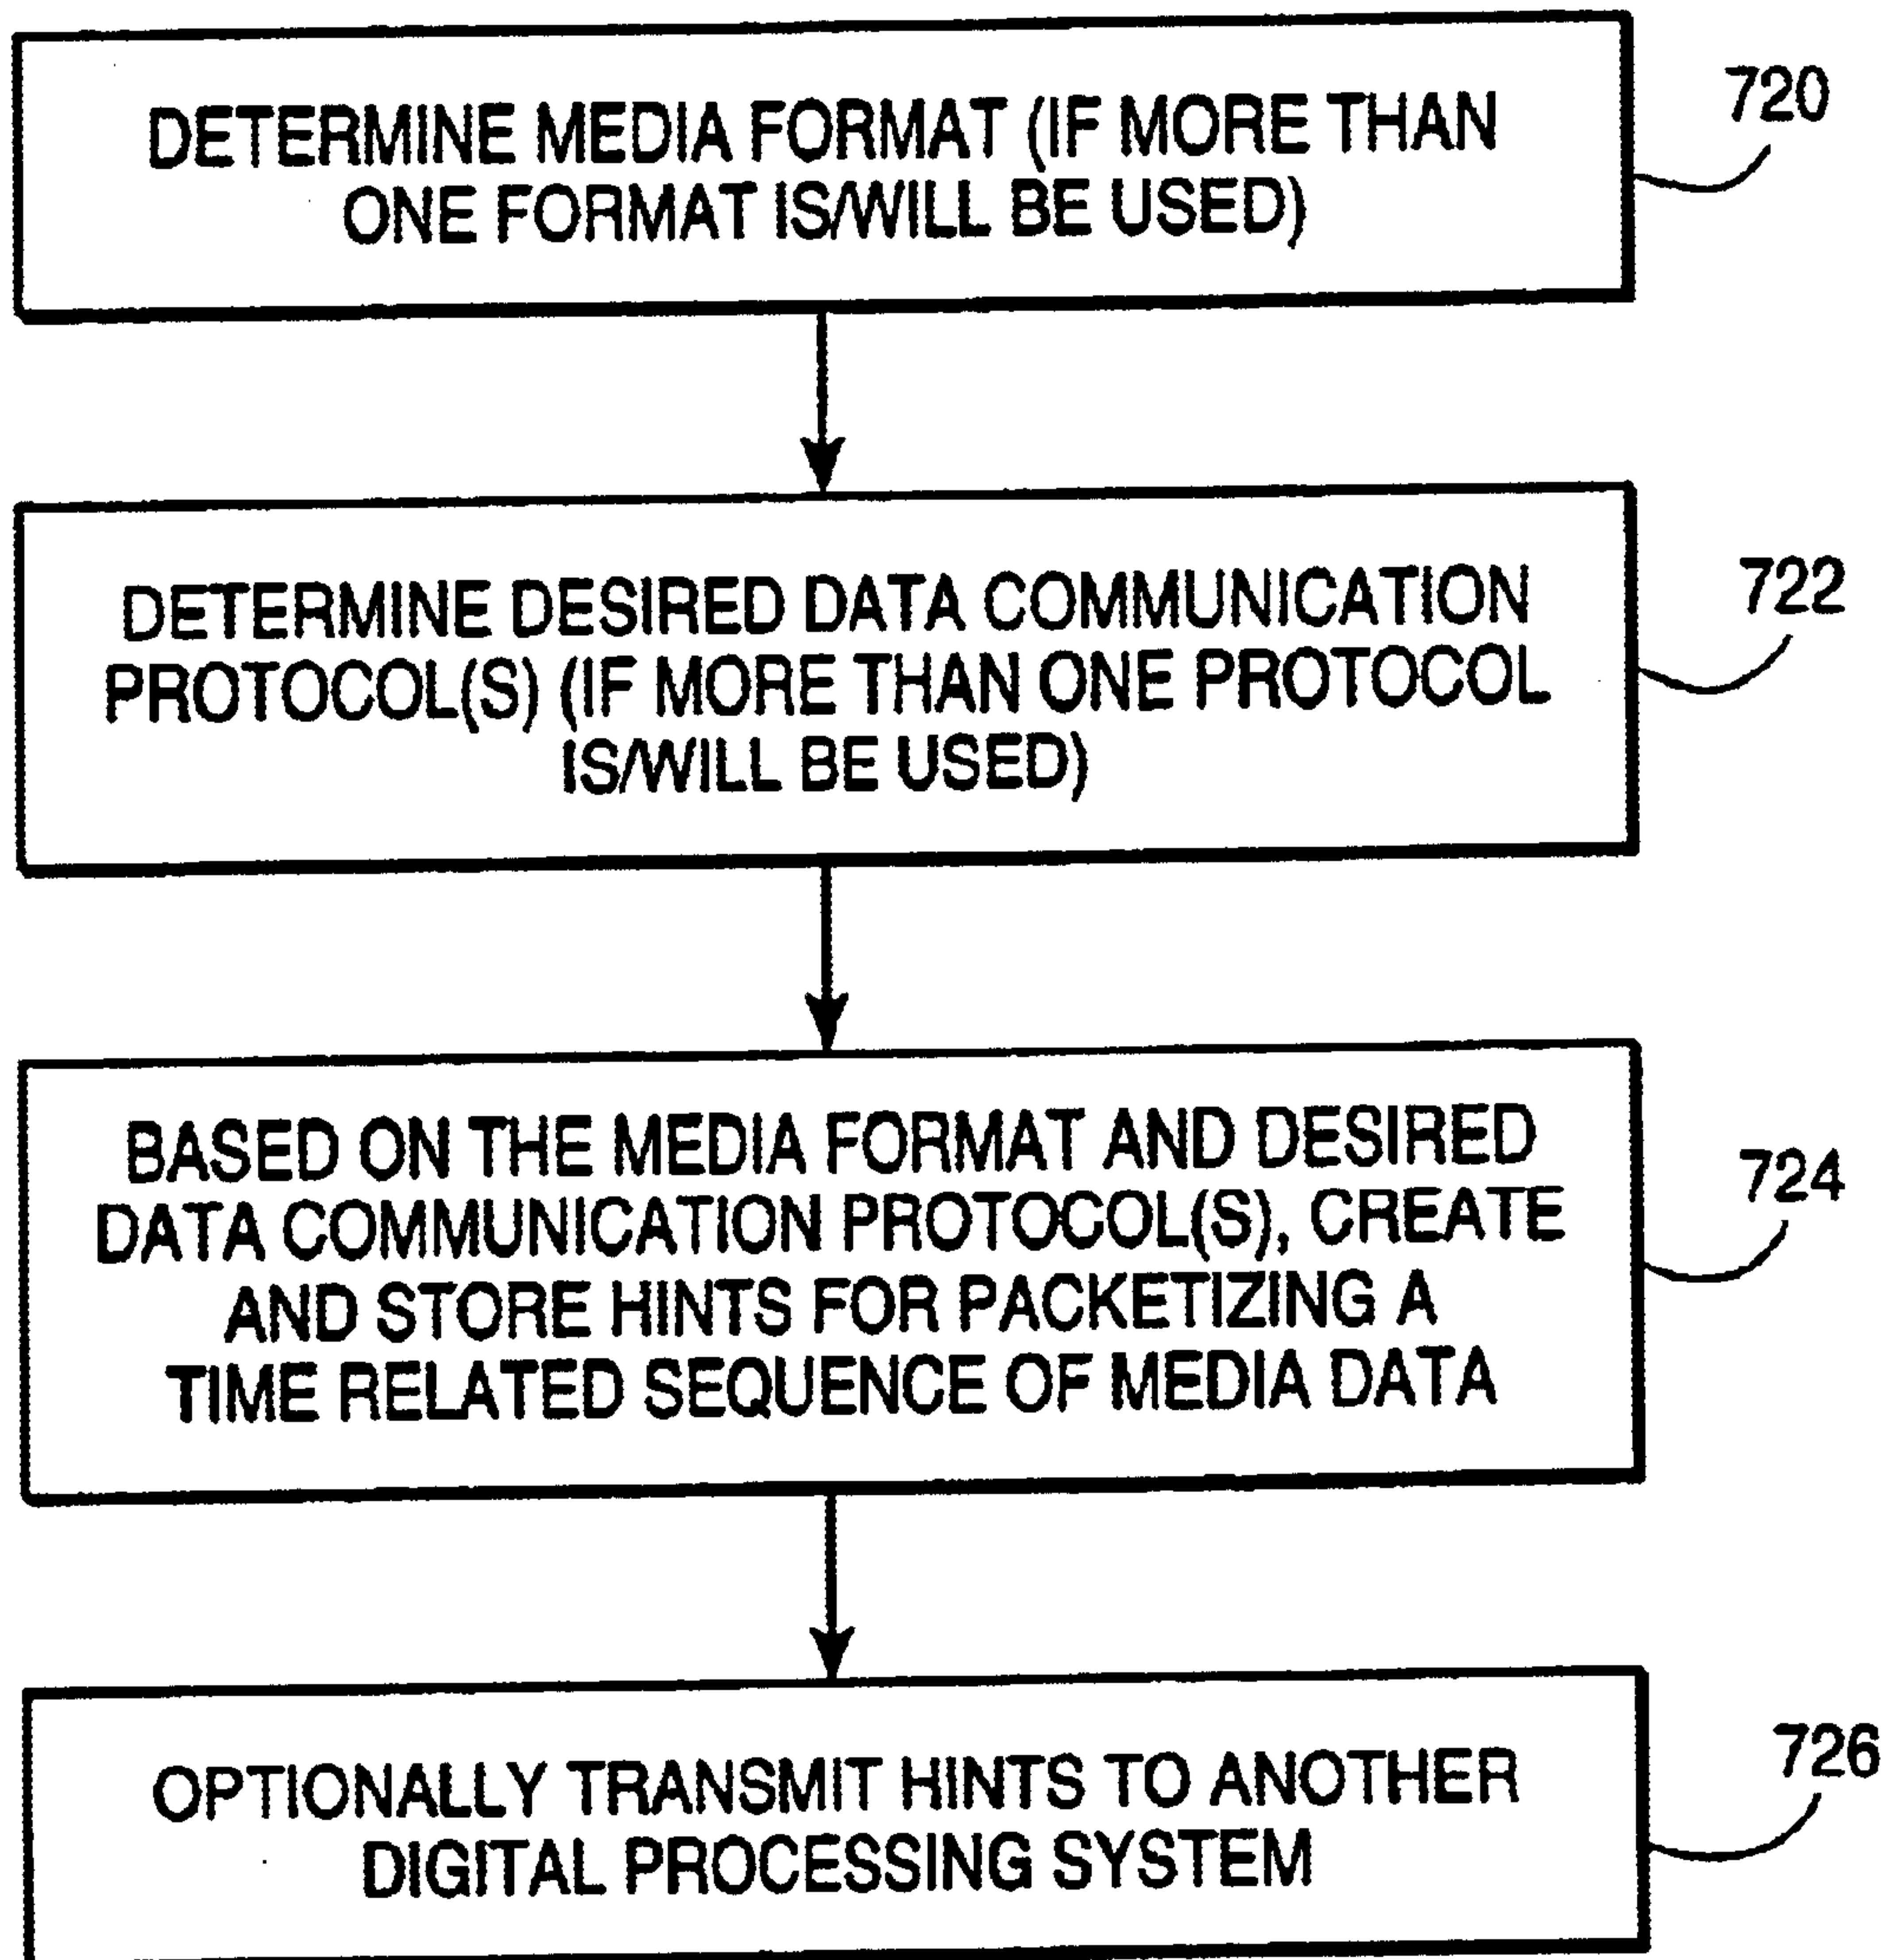 DETERMINE MEDIA FORMAT (IF MORE THAN
ONE FORMAT IS/WILL BE USED)
720
DETERMINE DESIRED DATA COMMUNICATION
PROTOCOL(S) (IF MORE THAN ONE PROTOCOL
IS/WILL BE USED)
722
BASED ON THE MEDIA FORMAT AND DESIRED
DATA COMMUNICATION PROTOCOL(S), CREATE
AND STORE HINTS FOR PACKETIZING A
TIME RELATED SEQUENCE OF MEDIA DATA
724
OPTIONALLY TRANSMIT HINTS TO ANOTHER
DIGITAL PROCESSING SYSTEM
726